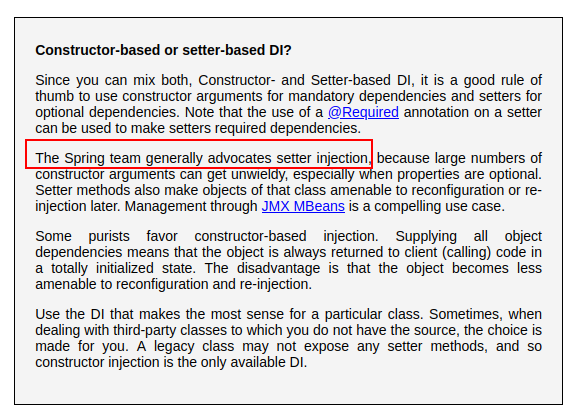 Constructor-based or setter-based DI?
Since you can mix both, Constructor- and Setter-based DI, it is a good rule of
thumb to use constructor arguments for mandatory dependencies and setters for
optional dependencies. Note that the use of a @Required annotation on a setter
can be used to make setters required dependencies.
The Spring team generally advocates setter injection, because large numbers of
constructor arguments can get unwieldy, especially when properties are optional.
Setter methods also make objects of that class amenable to reconfiguration or re-
injection later. Management through JMX MBeans is a compelling use case.
Some purists favor constructor-based injection. Supplying all object
dependencies means that the object is always returned to client (calling) code in
a totally initialized state. The disadvantage is that the object becomes less
amenable to reconfiguration and re-injection.
Use the DI that makes the most sense for a particular class. Sometimes, when
dealing with third-party classes to which you do not have the source, the choice is
made for you. A legacy class may not expose any setter methods, and so
constructor injection is the only available DI.